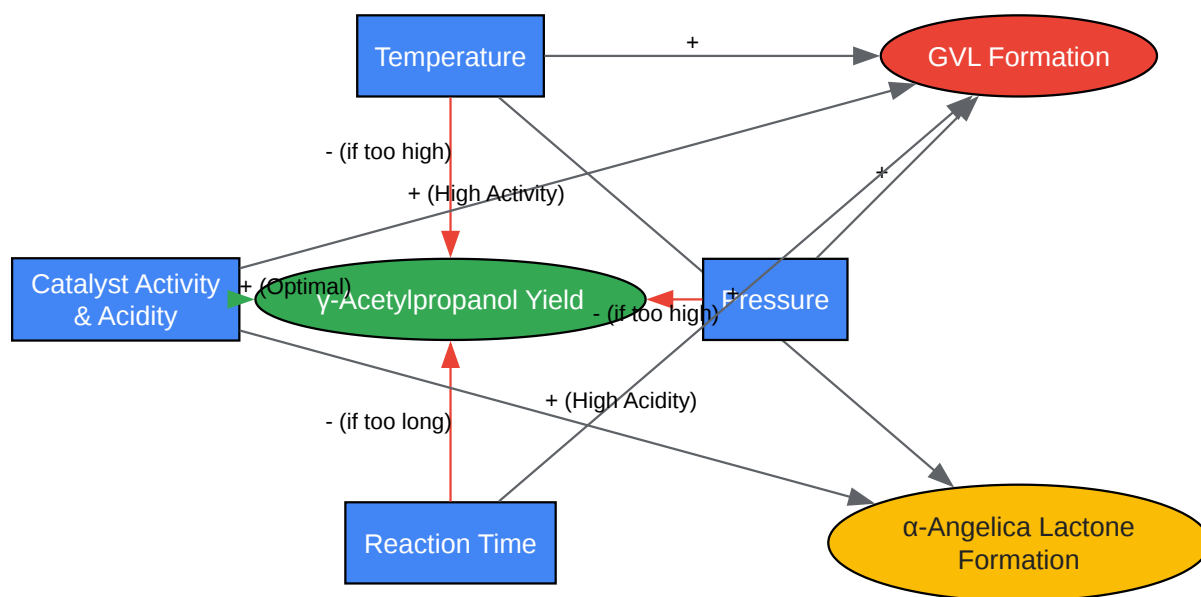 Temperature
+
GVL Formation
- (if too high)
+ (High Activity)
+
Catalyst Activity
& Acidity
+ (Optimal)
γ-Acetylpropanol Yield
- (if too high)
+
Pressure
+ (High Acidity)
- (if too long)
Reaction Time
α-Angelica Lactone
Formation